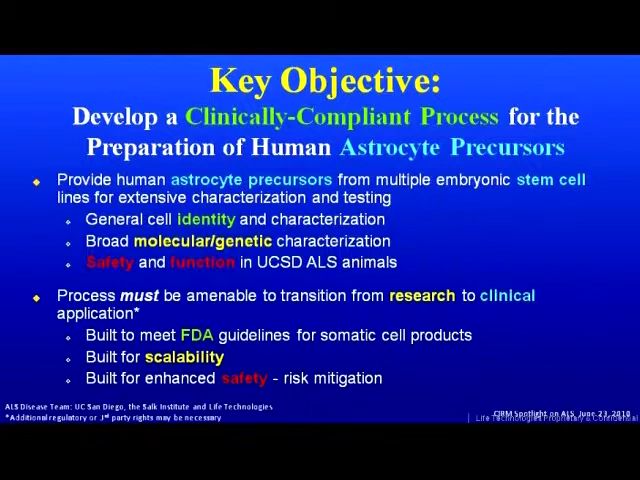 Key Objective:
Develop a Clinically-Compliant Process for the
Preparation of Human Astrocyte Precursors
Provide human astrocyte precursors from multiple embryonic stem cell
lines for extensive characterization and testing
General cell identity and characterization
Broad molecular/genetic characterization
Safety and function in UCSD ALS animals
Process must be amenable to transition from research to clinical
application*
Built to meet FDA guidelines for somatic cell products
Built for scalability
Built for enhanced safety - risk mitigation
ALS Disease Team: UC San Diego, the Salk Institute and Life Technologies
*Additional regulatory or 3rd party rights may be necessary
CIRM Spotlight on ALS, June 23, 2010
Life Technologies Proprietary & Confidential